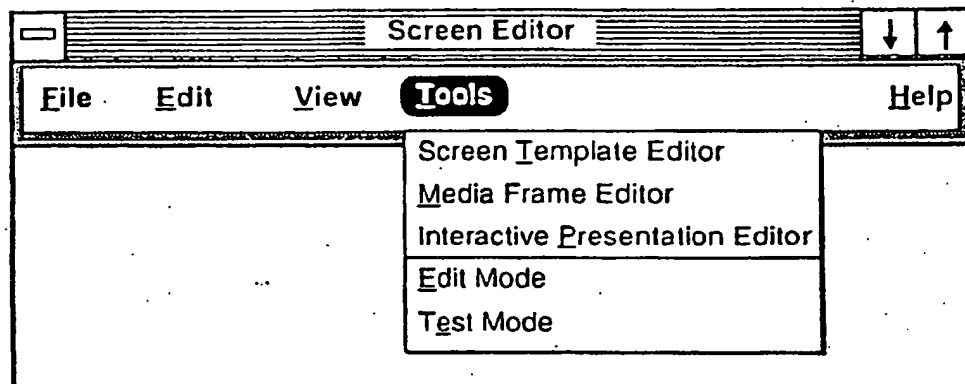 Screen Editor
File Edit View Tools Help
Screen Template Editor
Media Frame Editor
Interactive Presentation Editor
Edit Mode
Test Mode